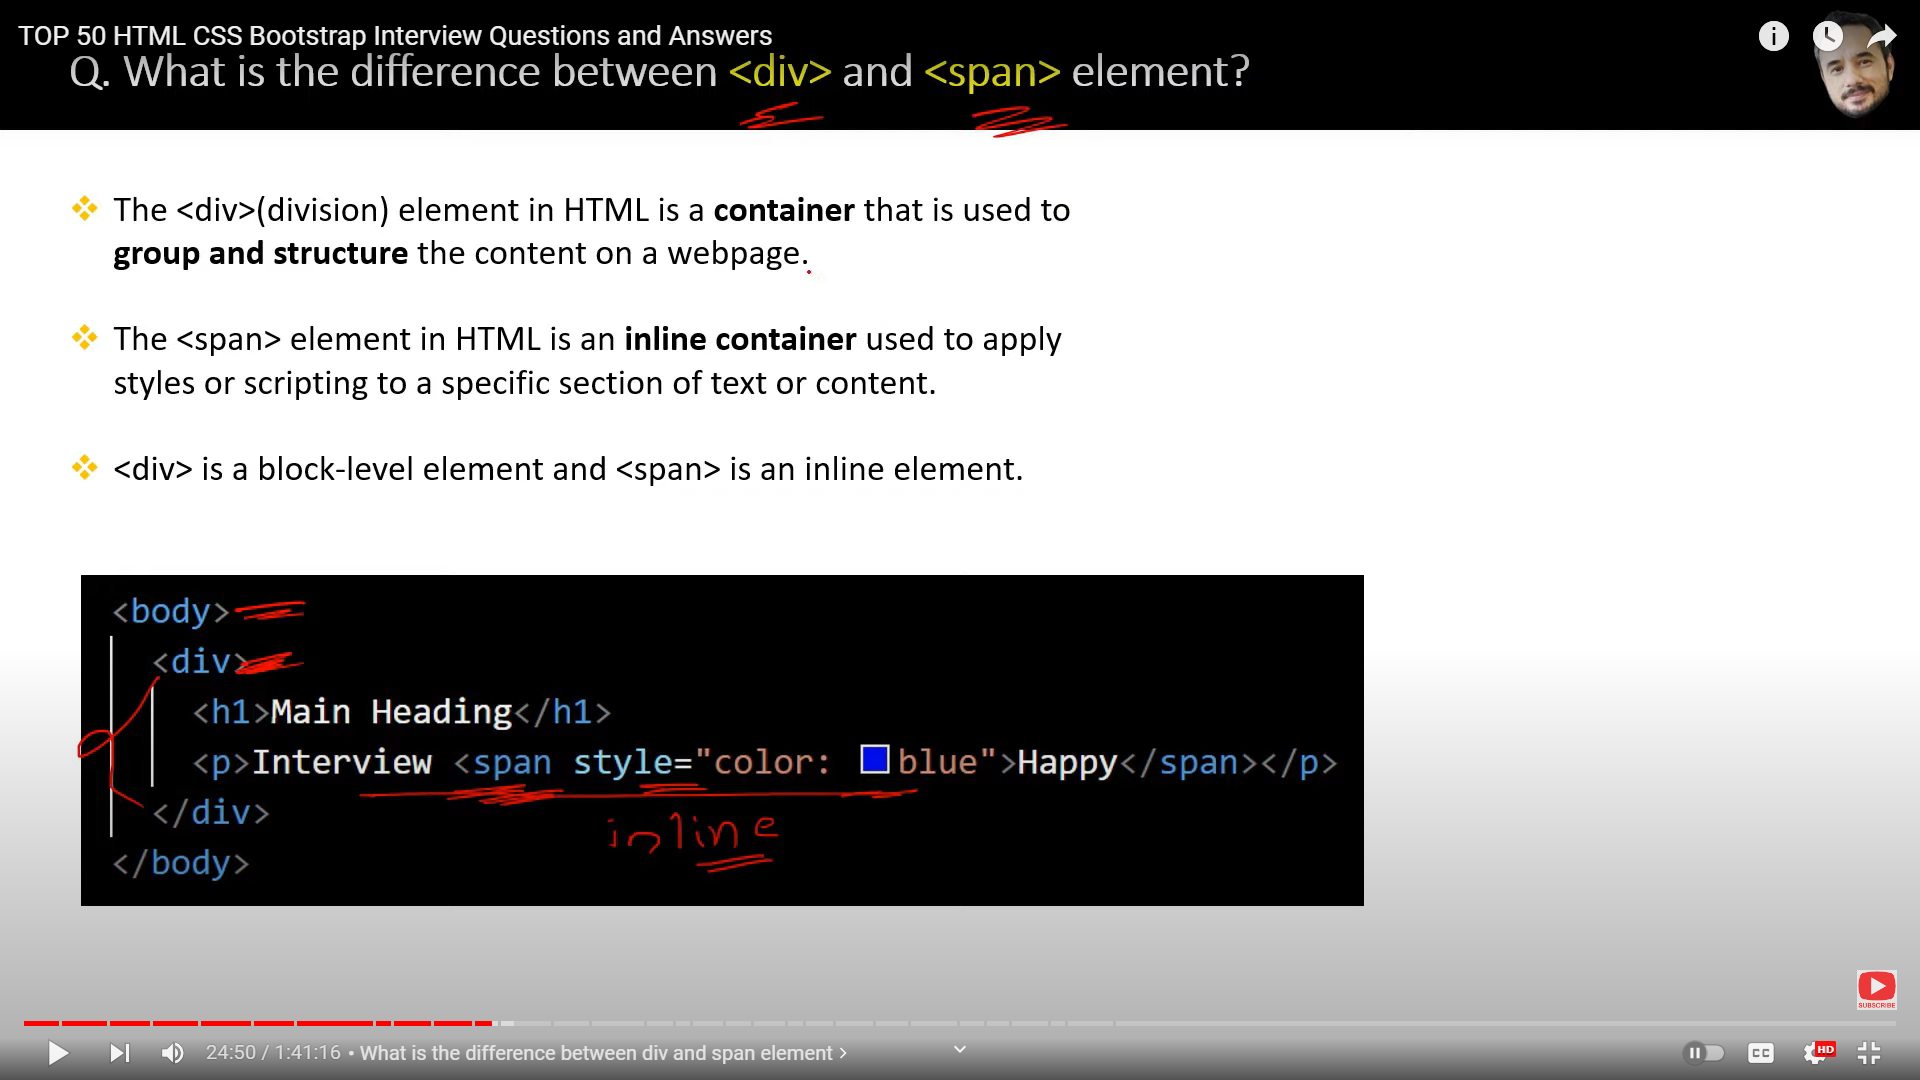 TOP 50 HTML CSS Bootstrap Interview Questions and Answers
Q. What is the difference between <div> and <span> element?
The <div>(division) element in HTML is a container that is used to
group and structure the content on a webpage.
The <span> element in HTML is an inline container used to apply
styles or scripting to a specific section of text or content.
<div> is a block-level element and <span> is an inline element.
<body>
<div>
<h1>Main Heading</h1>
<p>Interview <span style="color: blue">Happy</span></p>
</div>
inline
</body>
SUBSCRIBE
24:50 / 1:41:16 • What is the difference between div and span element >
CC
HD